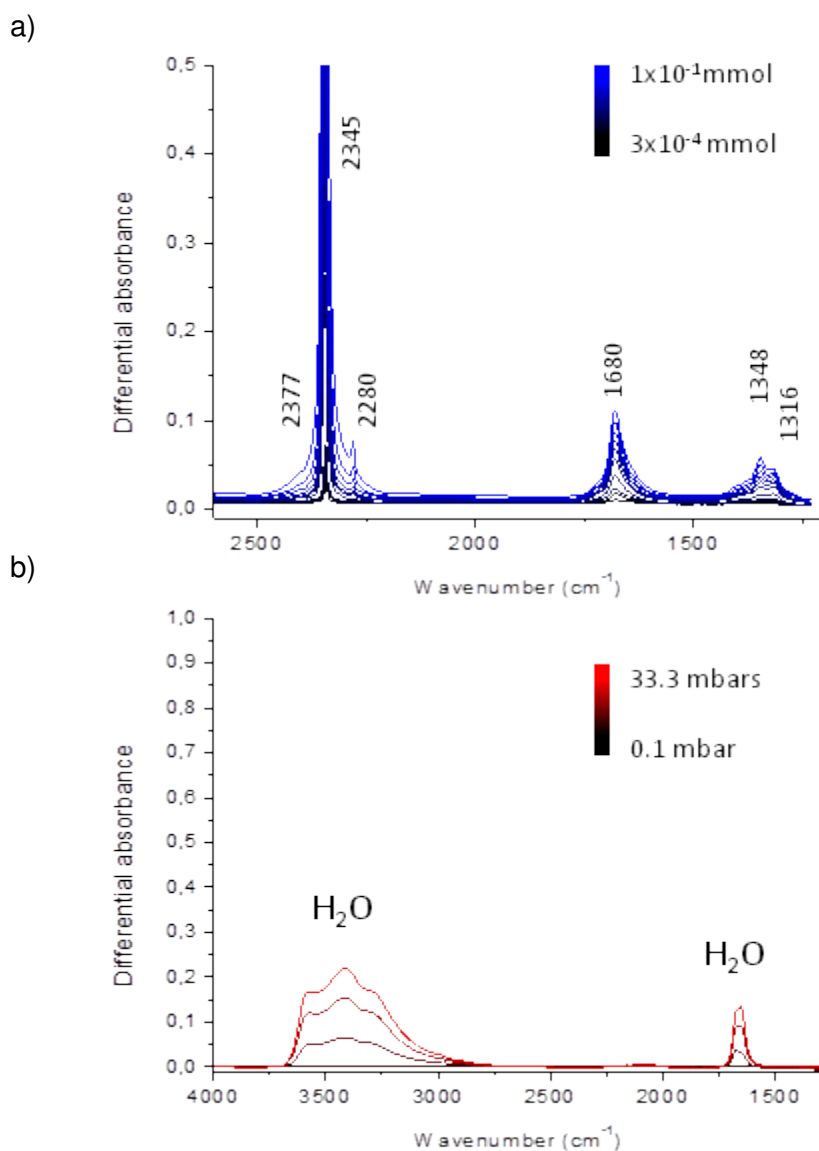 a)
0,5
0,4
0,3
0,2
0,1
0,0
Differential absorbance
2377
2345
2280
1680
1348
1316
1x10⁻¹ mmol
3x10⁻⁴ mmol
2500
2000
1500
Wavenumber (cm⁻¹)
b)
1,0
0,9
0,8
0,7
0,6
0,5
0,4
0,3
0,2
0,1
0,0
Differential absorbance
33.3 mbars
0.1 mbar
H₂O
H₂O
4000
3500
3000
2500
2000
1500
Wavenumber (cm⁻¹)